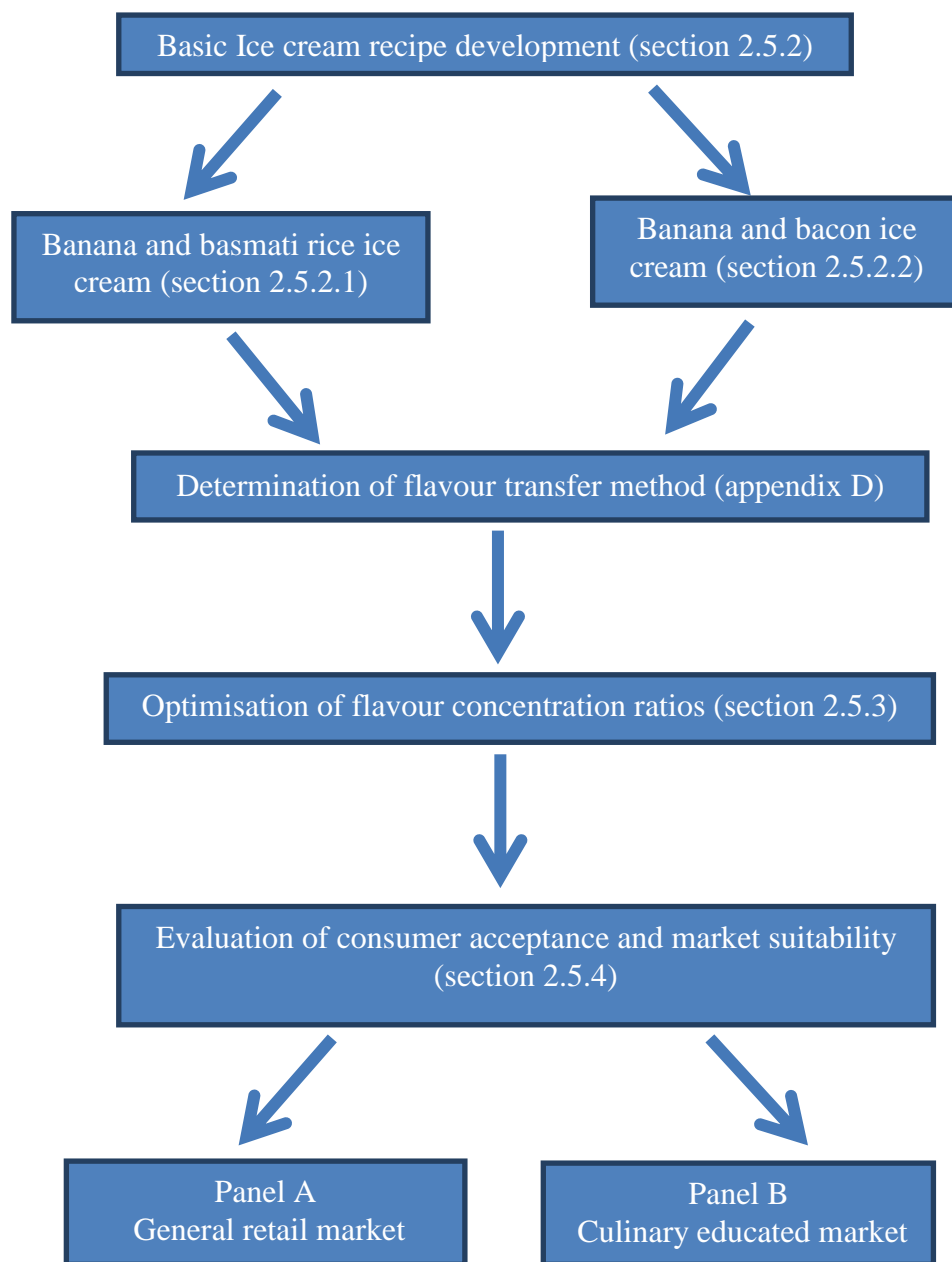 Basic Ice cream recipe development (section 2.5.2)
Banana and basmati rice ice
cream (section 2.5.2.1)
Banana and bacon ice
cream (section 2.5.2.2)
Determination of flavour transfer method (appendix D)
Optimisation of flavour concentration ratios (section 2.5.3)
Evaluation of consumer acceptance and market suitability
(section 2.5.4)
Panel A
General retail market
Panel B
Culinary educated market